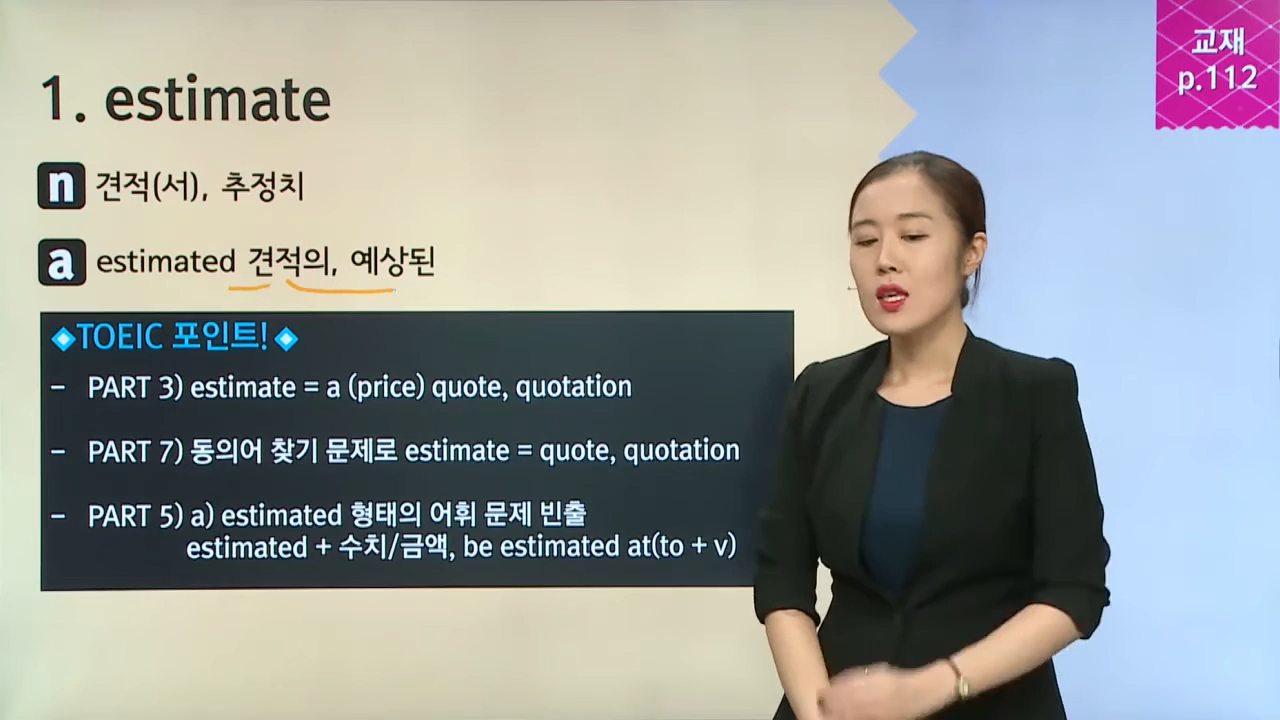 교재
p.112
1. estimate
n 견적(서), 추정치
a estimated 견적의, 예상된
◈TOEIC 포인트!◈
- PART 3) estimate = a (price) quote, quotation
- PART 7) 동의어 찾기 문제로 estimate = quote, quotation
- PART 5) a) estimated 형태의 어휘 문제 빈출
estimated + 수치/금액, be estimated at(to + v)